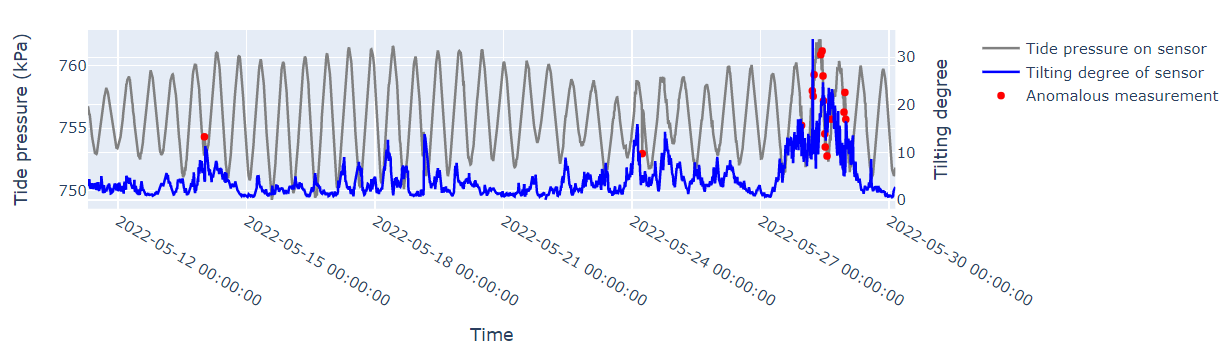 Tide pressure (kPa)
760
755
750
30
20
10
0
Tilting degree
Tide pressure on sensor
Tilting degree of sensor
Anomalous measurement
2022-05-12 00:00:00
2022-05-15 00:00:00
2022-05-18 00:00:00
2022-05-21 00:00:00
2022-05-24 00:00:00
2022-05-27 00:00:00
2022-05-30 00:00:00
Time